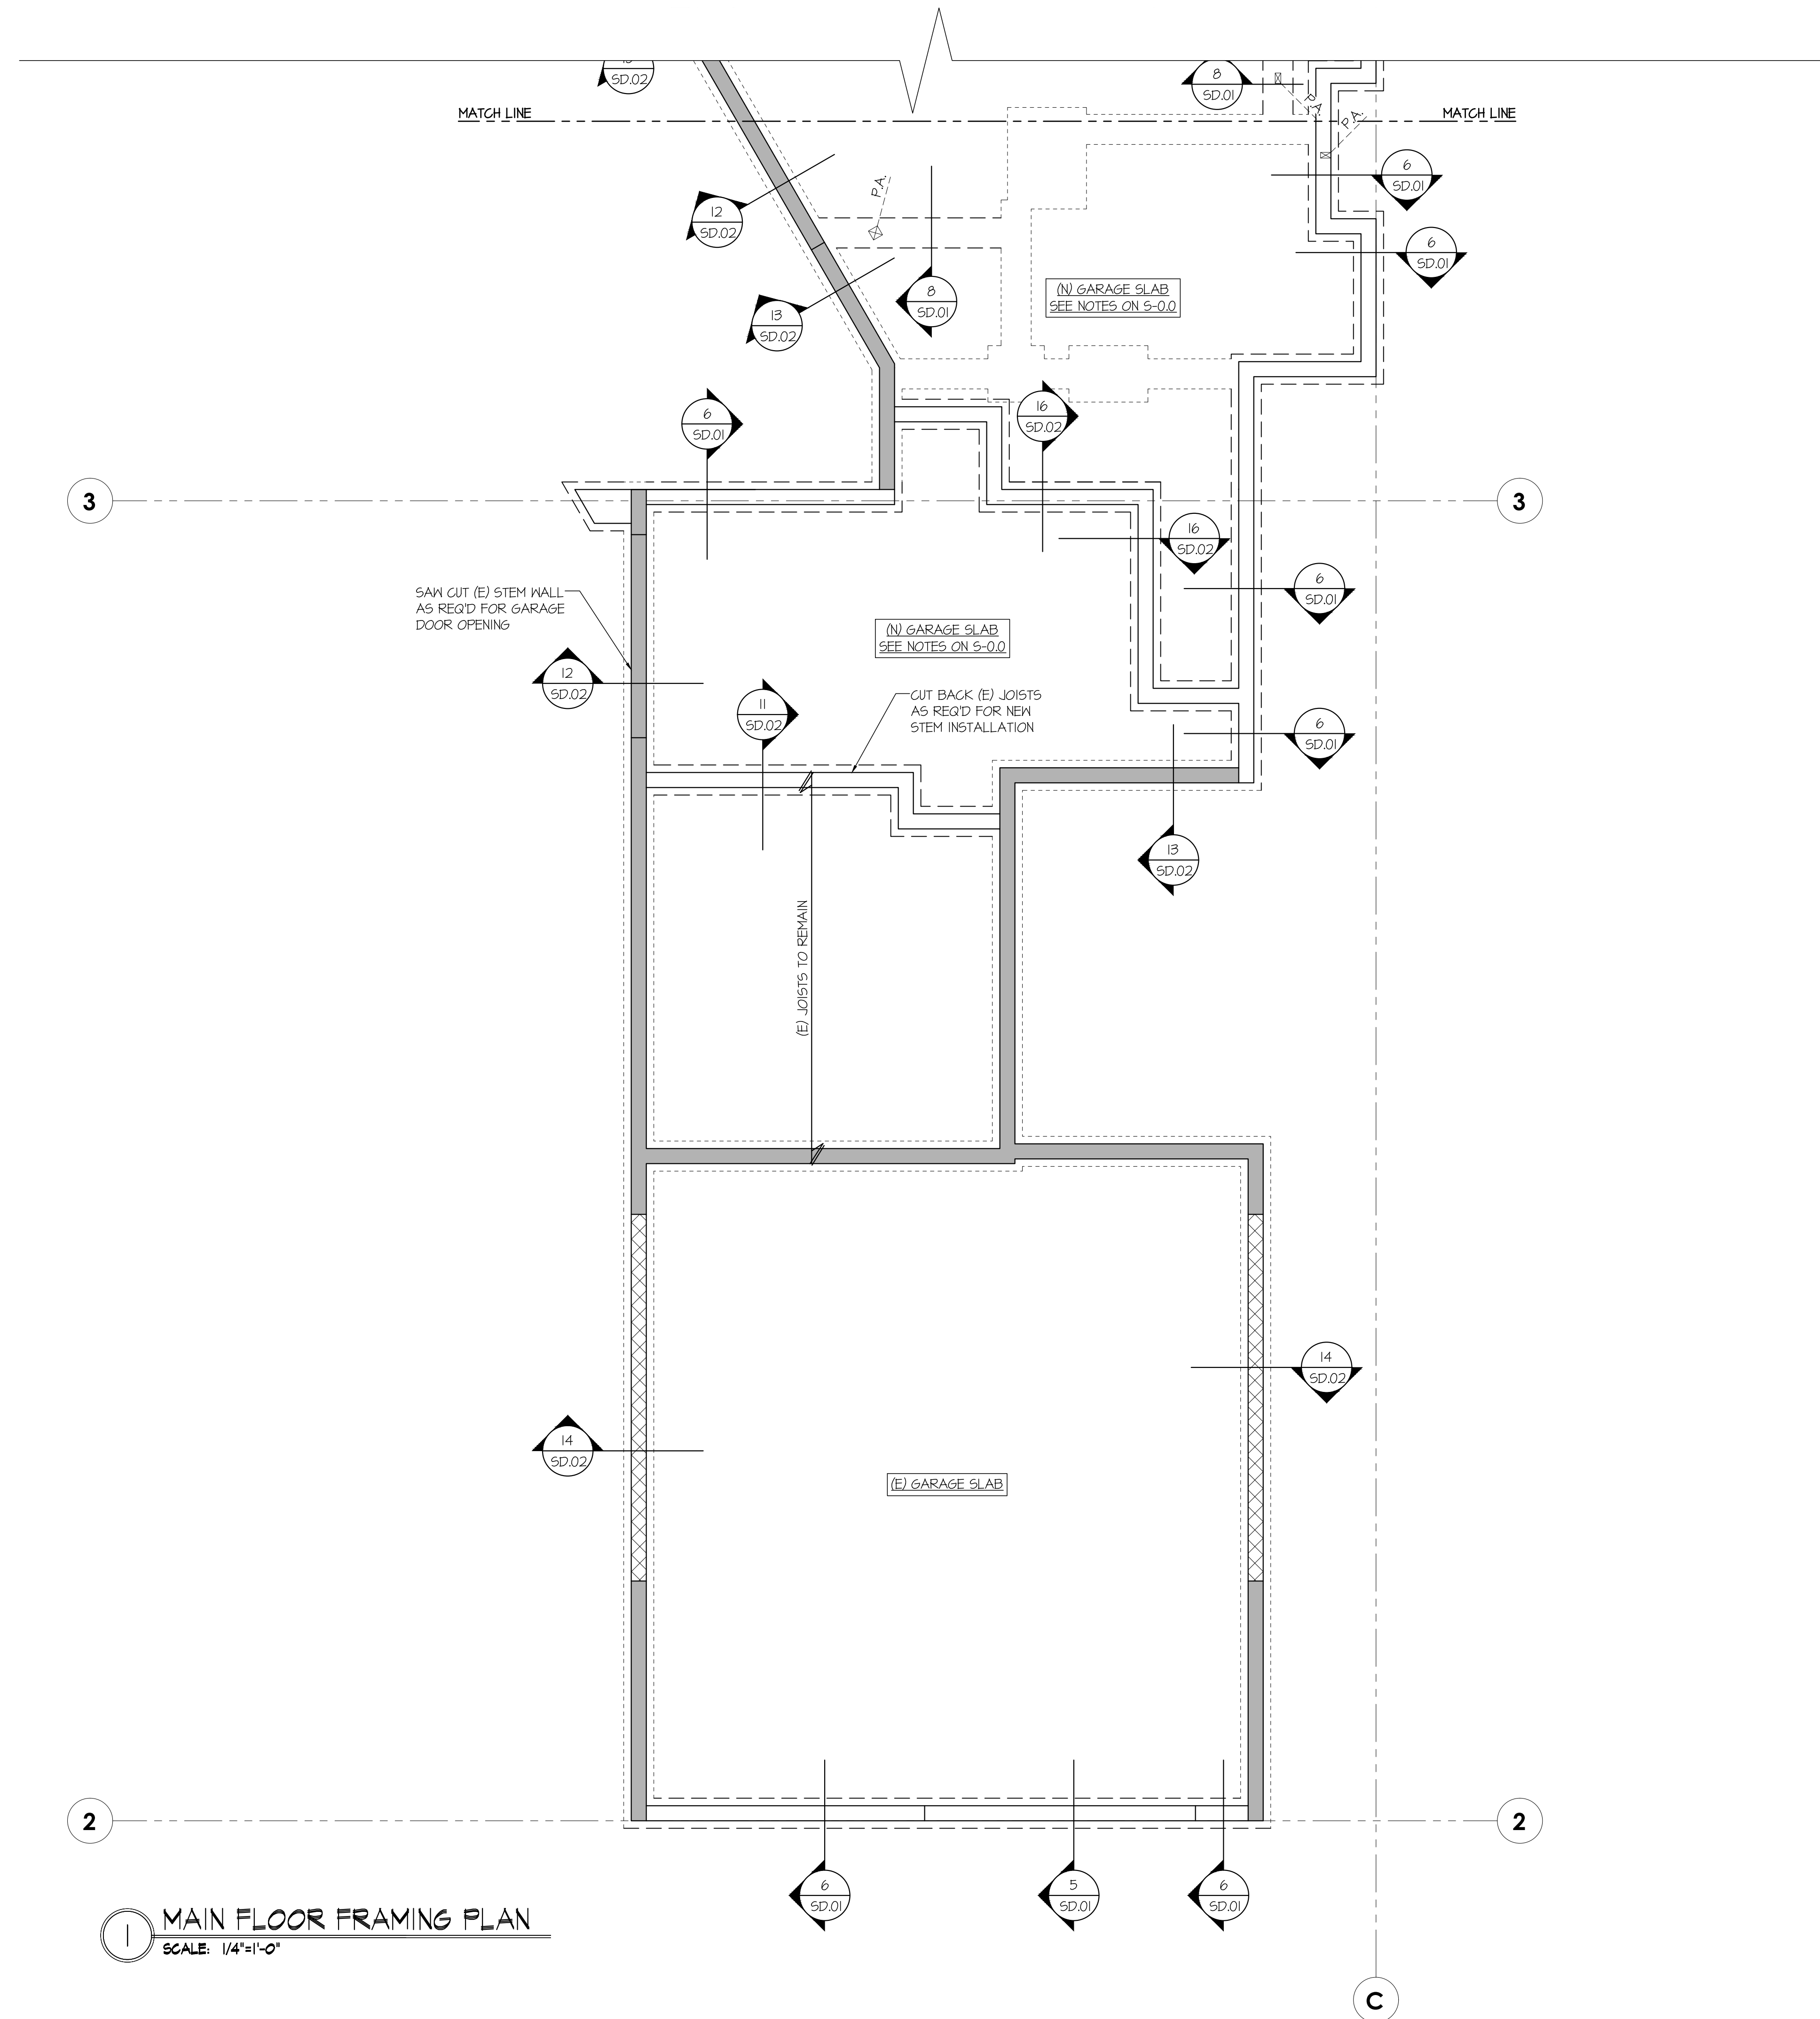 SD.02
8
SD.01
MATCH LINE
MATCH LINE
P.A.
P.A.
6
SD.01
P.A.
12
SD.02
6
SD.01
8
SD.01
(N) GARAGE SLAB
SEE NOTES ON S-0.0
13
SD.02
6
SD.01
16
SD.02
3
3
16
SD.02
6
SD.01
SAW CUT (E) STEM WALL
AS REQ'D FOR GARAGE
DOOR OPENING
(N) GARAGE SLAB
SEE NOTES ON S-0.0
12
SD.02
11
SD.02
CUT BACK (E) JOISTS
AS REQ'D FOR NEW
STEM INSTALLATION
6
SD.01
13
SD.02
(E) JOISTS TO REMAIN
14
SD.02
14
SD.02
(E) GARAGE SLAB
2
2
6
SD.01
5
SD.01
6
SD.01
1
MAIN FLOOR FRAMING PLAN
SCALE: 1/4"=1'-0"
C